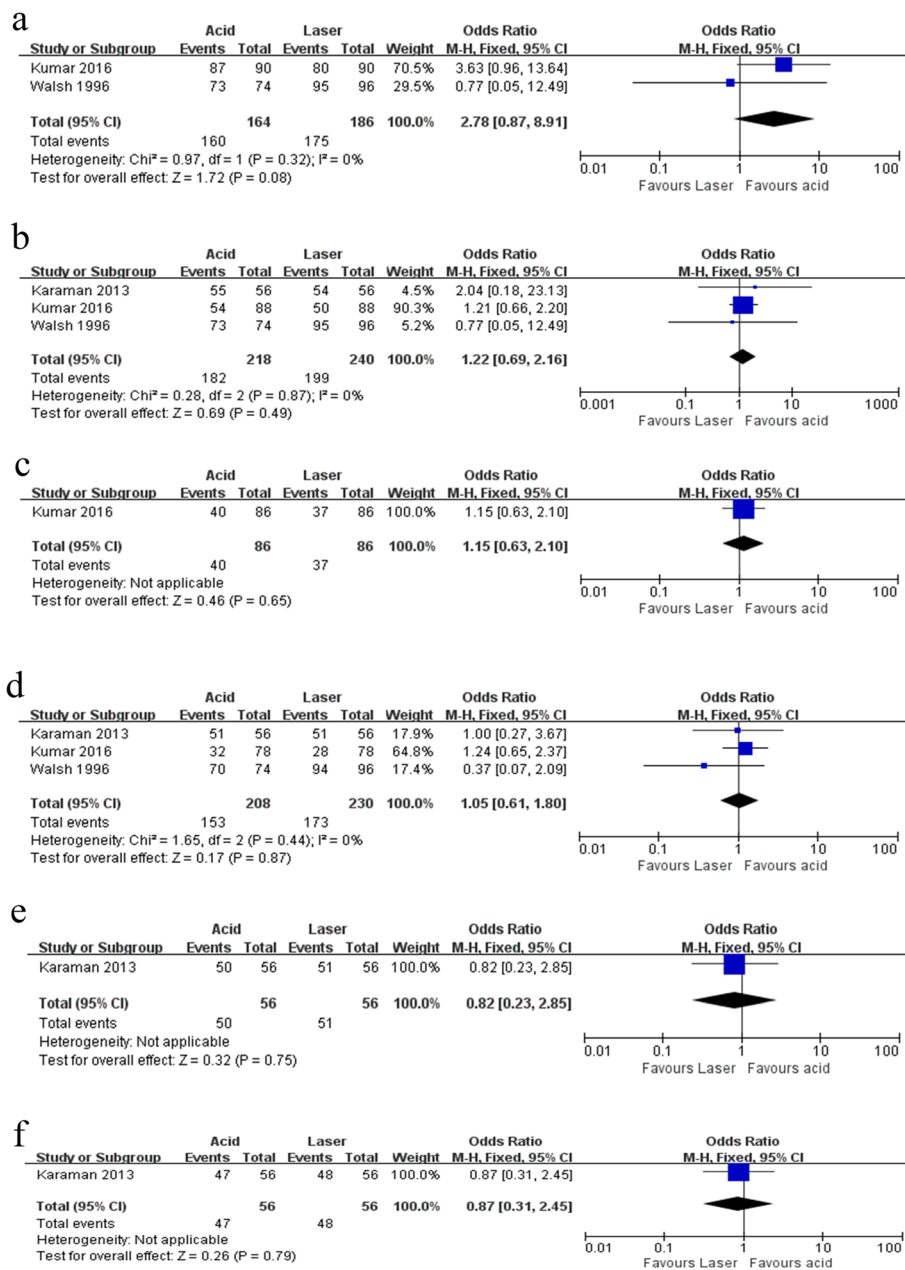 a
Acid Laser Odds Ratio Odds Ratio
Study or Subgroup Events Total Events Total Weight M-H, Fixed, 95% CI M-H, Fixed, 95% CI
Kumar 2016 87 90 80 90 70.5% 3.63 [0.96, 13.64]
Walsh 1996 73 74 95 96 29.5% 0.77 [0.05, 12.49]
Total (95% CI) 164 186 100.0% 2.78 [0.87, 8.91]
Total events 160 175
Heterogeneity: Chi² = 0.97, df = 1 (P = 0.32); I² = 0%
Test for overall effect: Z = 1.72 (P = 0.08)
0.01 0.1 1 10 100
Favours Laser Favours acid
b
Acid Laser Odds Ratio Odds Ratio
Study or Subgroup Events Total Events Total Weight M-H, Fixed, 95% CI M-H, Fixed, 95% CI
Karaman 2013 55 56 54 56 4.5% 2.04 [0.18, 23.13]
Kumar 2016 54 88 50 88 90.3% 1.21 [0.66, 2.20]
Walsh 1996 73 74 95 96 5.2% 0.77 [0.05, 12.49]
Total (95% CI) 218 240 100.0% 1.22 [0.69, 2.16]
Total events 182 199
Heterogeneity: Chi² = 0.28, df = 2 (P = 0.87); I² = 0%
Test for overall effect: Z = 0.69 (P = 0.49)
0.001 0.1 1 10 1000
Favours Laser Favours acid
c
Acid Laser Odds Ratio Odds Ratio
Study or Subgroup Events Total Events Total Weight M-H, Fixed, 95% CI M-H, Fixed, 95% CI
Kumar 2016 40 86 37 86 100.0% 1.15 [0.63, 2.10]
Total (95% CI) 86 86 100.0% 1.15 [0.63, 2.10]
Total events 40 37
Heterogeneity: Not applicable
Test for overall effect: Z = 0.46 (P = 0.65)
0.01 0.1 1 10 100
Favours Laser Favours acid
d
Acid Laser Odds Ratio Odds Ratio
Study or Subgroup Events Total Events Total Weight M-H, Fixed, 95% CI M-H, Fixed, 95% CI
Karaman 2013 51 56 51 56 17.9% 1.00 [0.27, 3.67]
Kumar 2016 32 78 28 78 64.8% 1.24 [0.65, 2.37]
Walsh 1996 70 74 94 96 17.4% 0.37 [0.07, 2.09]
Total (95% CI) 208 230 100.0% 1.05 [0.61, 1.80]
Total events 153 173
Heterogeneity: Chi² = 1.65, df = 2 (P = 0.44); I² = 0%
Test for overall effect: Z = 0.17 (P = 0.87)
0.01 0.1 1 10 100
Favours Laser Favours acid
e
Acid Laser Odds Ratio Odds Ratio
Study or Subgroup Events Total Events Total Weight M-H, Fixed, 95% CI M-H, Fixed, 95% CI
Karaman 2013 50 56 51 56 100.0% 0.82 [0.23, 2.85]
Total (95% CI) 56 56 100.0% 0.82 [0.23, 2.85]
Total events 50 51
Heterogeneity: Not applicable
Test for overall effect: Z = 0.32 (P = 0.75)
0.01 0.1 1 10 100
Favours Laser Favours acid
f
Acid Laser Odds Ratio Odds Ratio
Study or Subgroup Events Total Events Total Weight M-H, Fixed, 95% CI M-H, Fixed, 95% CI
Karaman 2013 47 56 48 56 100.0% 0.87 [0.31, 2.45]
Total (95% CI) 56 56 100.0% 0.87 [0.31, 2.45]
Total events 47 48
Heterogeneity: Not applicable
Test for overall effect: Z = 0.26 (P = 0.79)
0.01 0.1 1 10 100
Favours Laser Favours acid